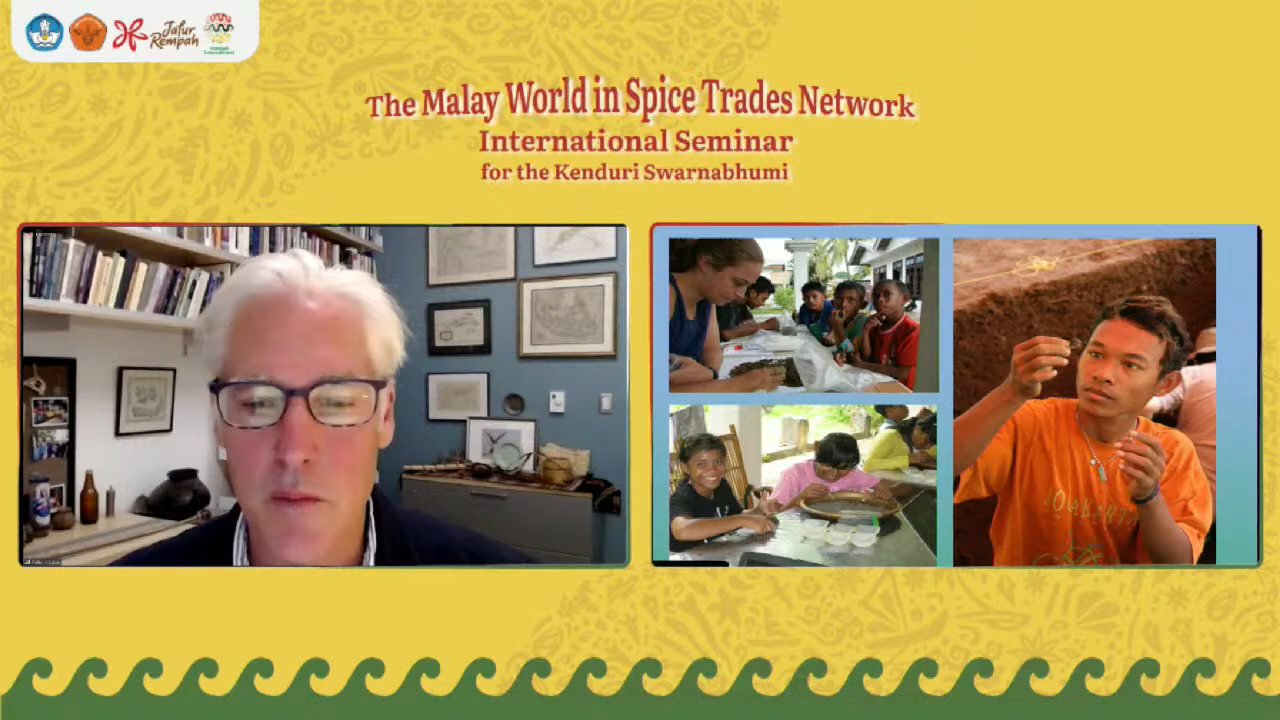 Jalur
Rempah
The Malay World in Spice Trades Network
International Seminar
for the Kenduri Swarnabhumi